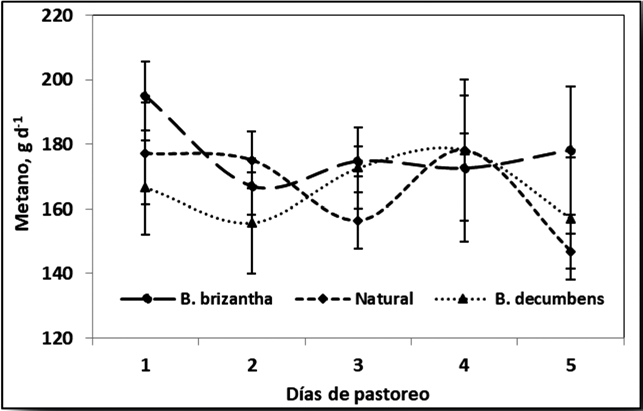 220
200
180
160
140
120
Metano, g d-1
B. brizantha Natural B. decumbens
1 2 3 4 5
Días de pastoreo